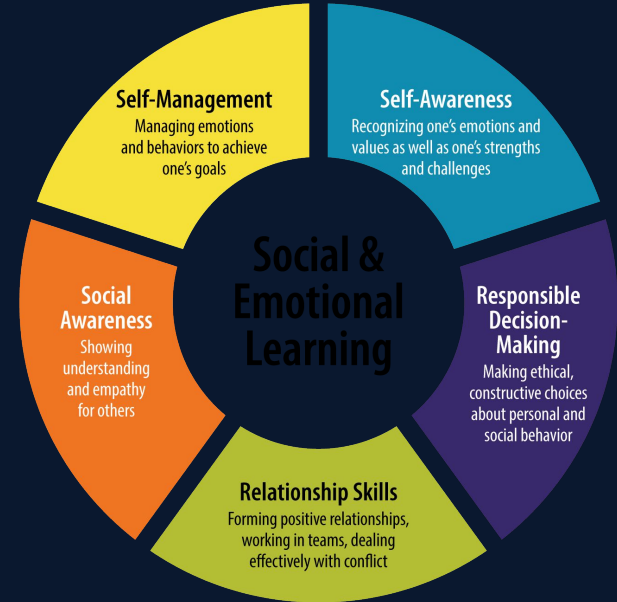 Self-Management
Managing emotions
and behaviors to achieve
one's goals
Self-Awareness
Recognizing one's emotions and
values as well as one's strengths
and challenges
Social &
Emotional
Learning
Social
Awareness
Showing
understanding
and empathy
for others
Responsible
Decision-
Making
Making ethical,
constructive choices
about personal and
social behavior
Relationship Skills
Forming positive relationships,
working in teams, dealing
effectively with conflict